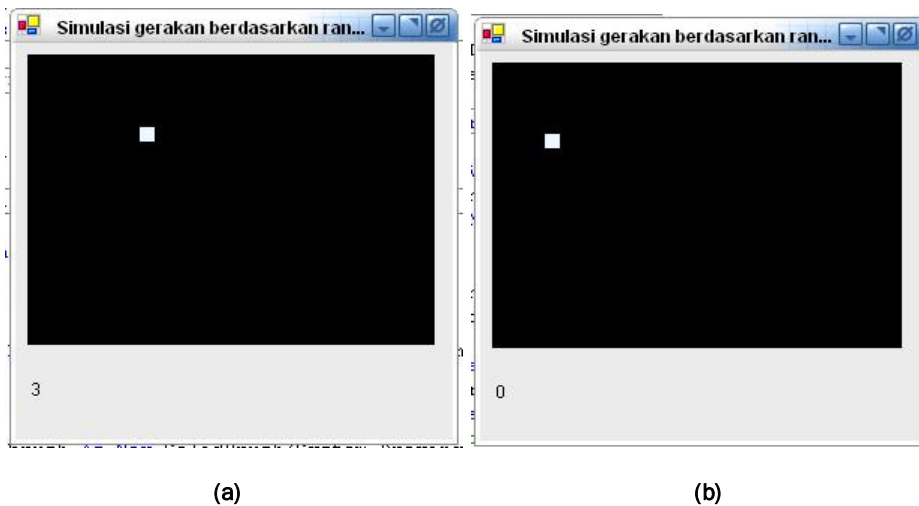 Simulasi gerakan berdasarkan ran...
3
(a)
Simulasi gerakan berdasarkan ran...
0
(b)